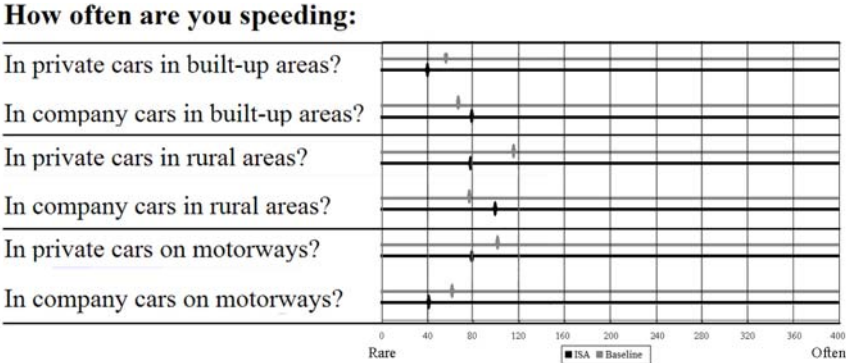 How often are you speeding:
In private cars in built-up areas?
In company cars in built-up areas?
In private cars in rural areas?
In company cars in rural areas?
In private cars on motorways?
In company cars on motorways?
0 40 80 120 160 200 240 280 320 360 400
Rare ISA Baseline Often